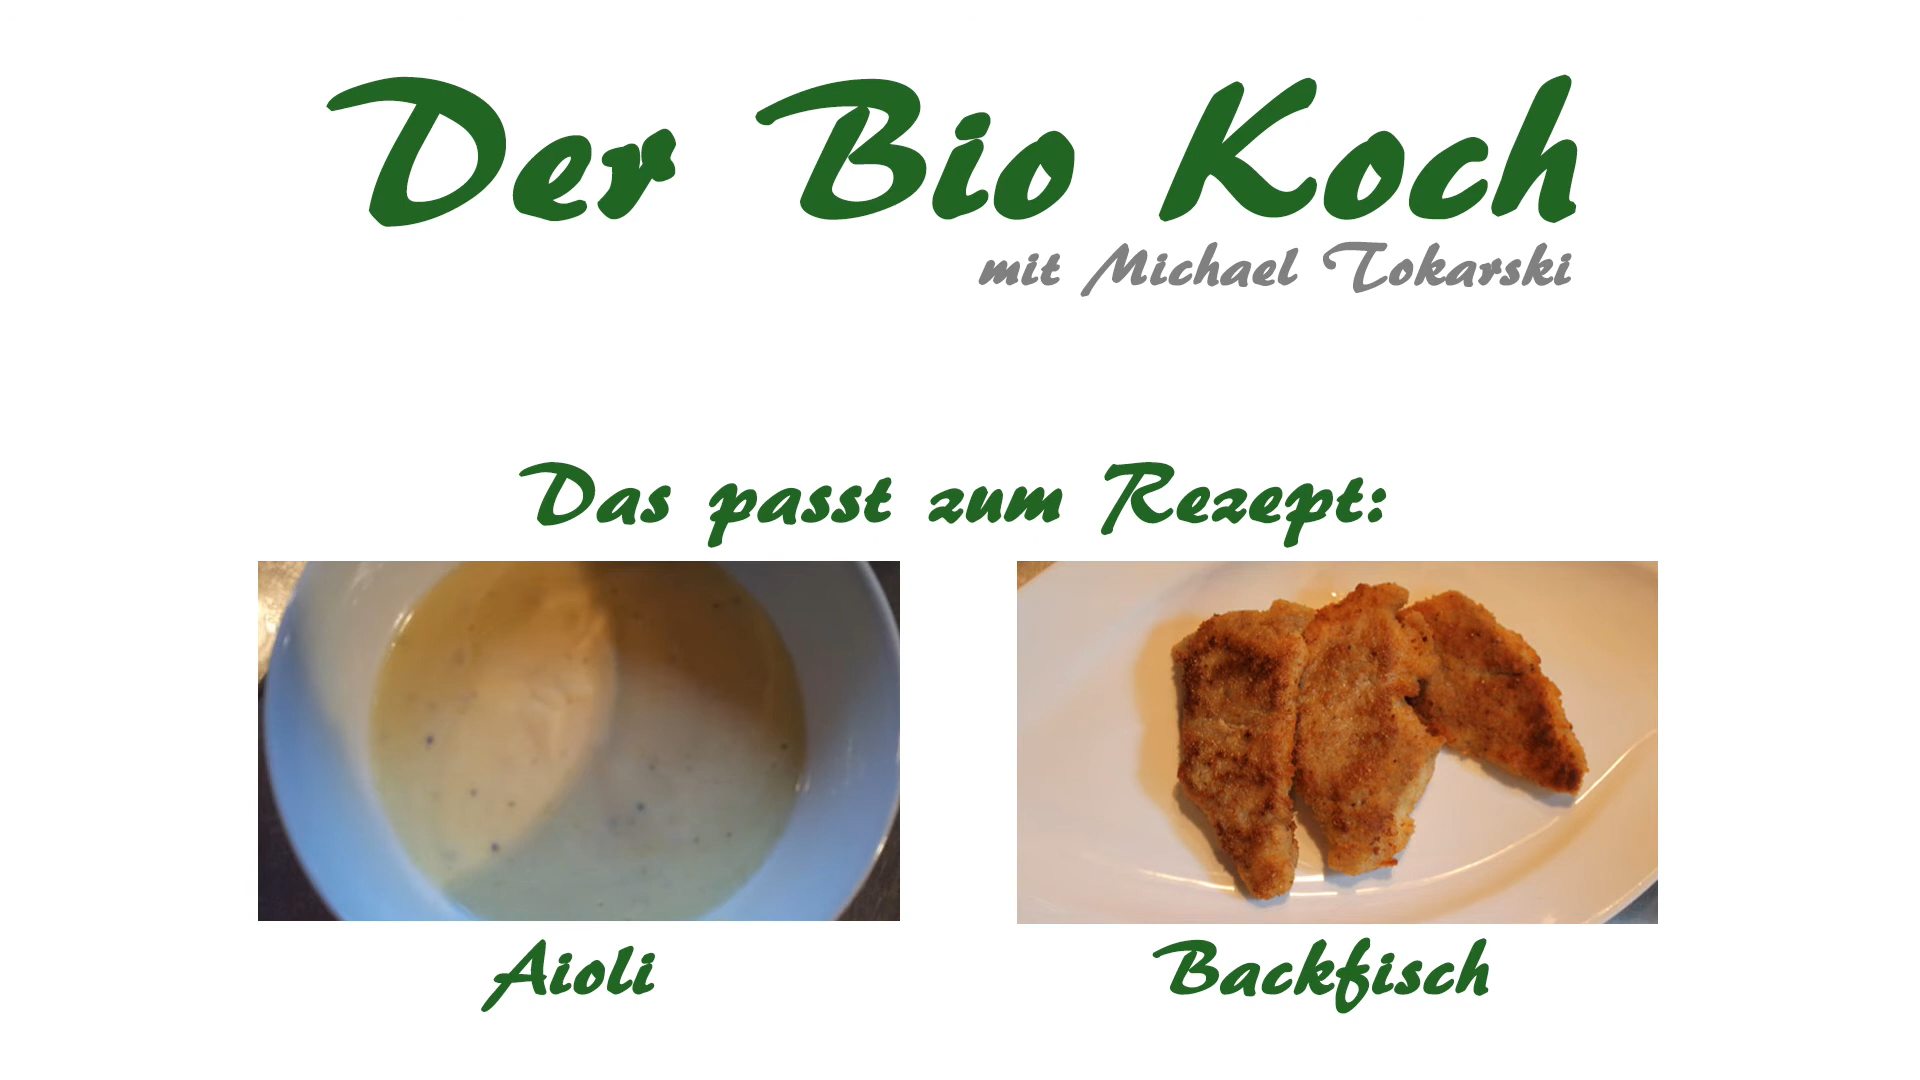 Der Bio Koch
mit Michael Tokarski
Das passt zum Rezept:
Aioli
Backfisch